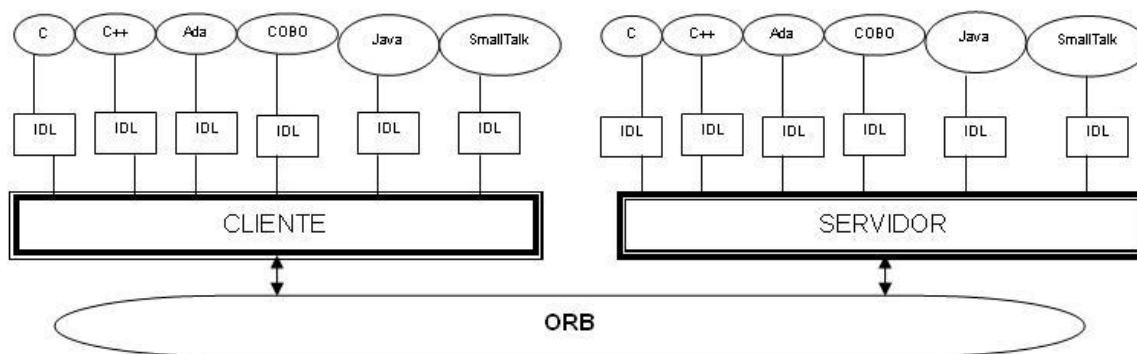 C C++ Ada COBO Java SmallTalk
C C++ Ada COBO Java SmallTalk
IDL IDL IDL IDL IDL IDL
IDL IDL IDL IDL IDL IDL
CLIENTE
SERVIDOR
ORB